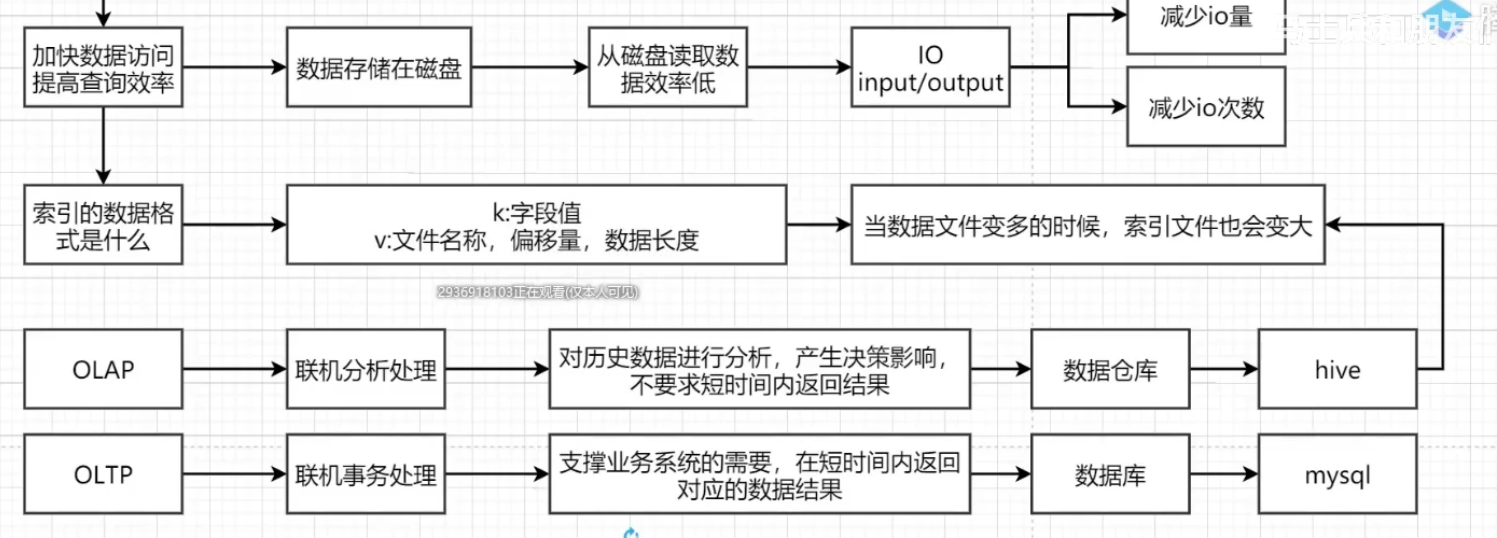 减少io量
加快数据访问
提高查询效率
数据存储在磁盘
从磁盘读取数
据效率低
IO
input/output
减少io次数
索引的数据格
式是什么
k:字段值
v:文件名称，偏移量，数据长度
当数据文件变多的时候，索引文件也会变大
2936918103正在观看(仅本人可见)
OLAP
联机分析处理
对历史数据进行分析，产生决策影响，
不要求短时间内返回结果
数据仓库
hive
OLTP
联机事务处理
支撑业务系统的需要，在短时间内返回
对应的数据结果
数据库
mysql